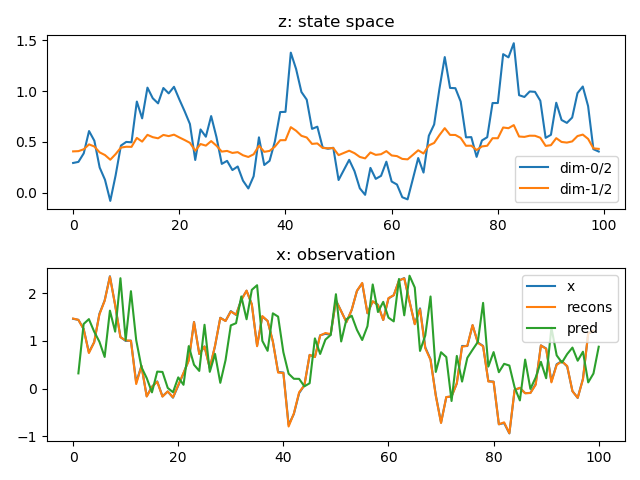 z: state space
1.5
1.0
0.5
0.0
dim-0/2
dim-1/2
0 20 40 60 80 100
x: observation
2
1
0
−1
x
recons
pred
0 20 40 60 80 100